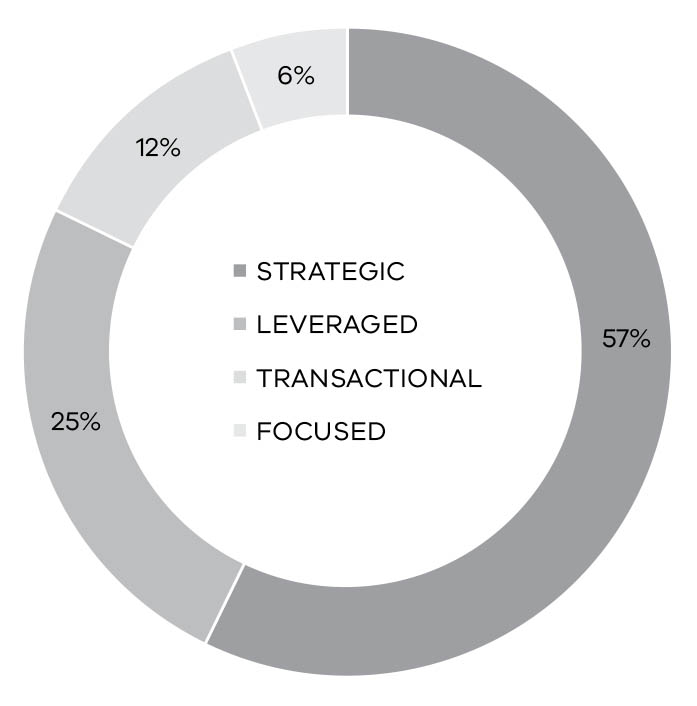 6%
12%
STRATEGIC
LEVERAGED
57%
TRANSACTIONAL
25%
FOCUSED